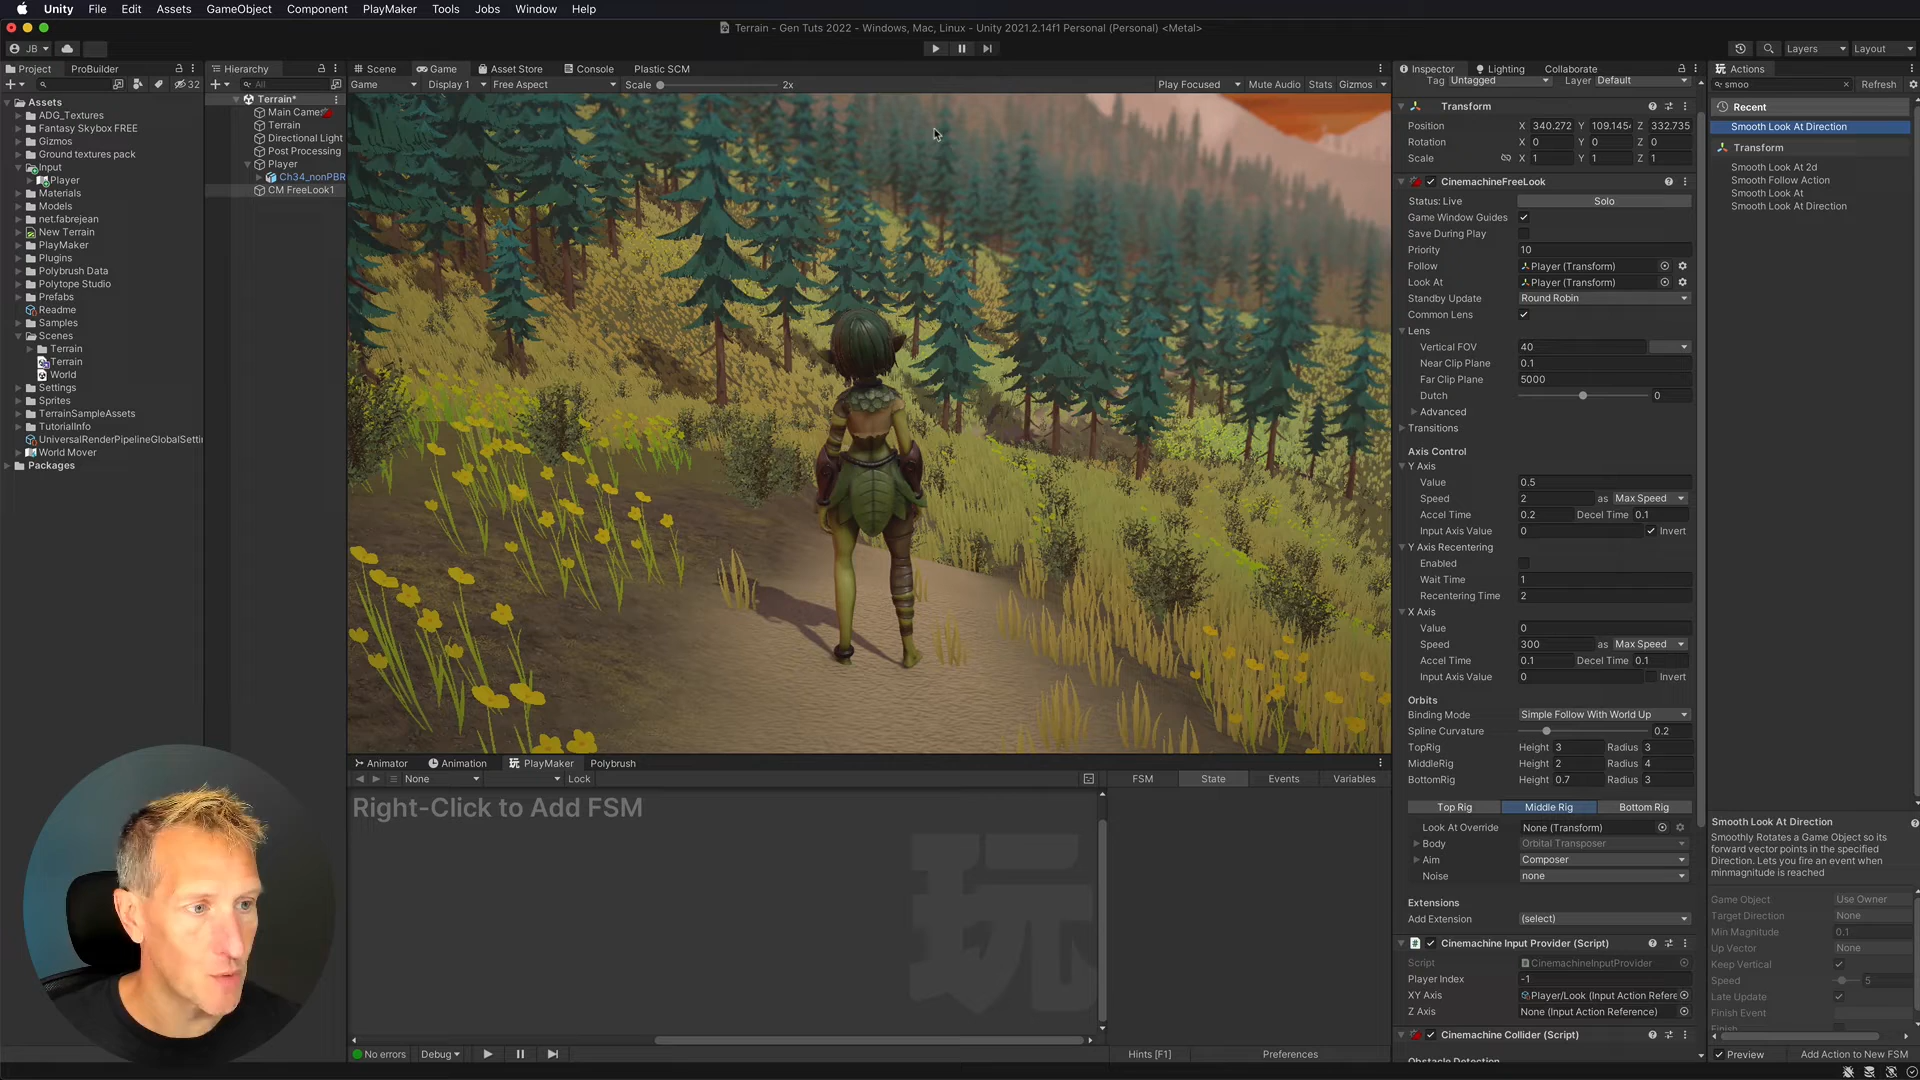 Unity File Edit Assets GameObject Component PlayMaker Tools Jobs Window Help
Terrain - Gen Tuts 2022 - Windows, Mac, Linux - Unity 2021.2.14f1 Personal (Personal) <Metal>
JB
Layers
Layout
Project
ProBuilder
32
Assets
ADG_Textures
Fantasy Skybox FREE
Gizmos
Ground textures pack
Input
Player
Materials
Models
net.fabrejean
New Terrain
PlayMaker
Plugins
Polybrush Data
Polytope Studio
Prefabs
Readme
Samples
Scenes
Terrain
Terrain
World
Settings
Sprites
TerrainSampleAssets
TutorialInfo
UniversalRenderPipelineGlobalSetti
World Mover
Packages
Hierarchy
All
Terrain*
Main Camer
Terrain
Directional Light
Post Processing
Player
Ch34_nonPBR
CM FreeLook1
Scene
Game
Asset Store
Console
Plastic SCM
Game
Display 1
Free Aspect
Scale
2x
Play Focused
Mute Audio
Stats
Gizmos
Animator
Animation
PlayMaker
Polybrush
None
Lock
FSM
State
Events
Variables
Right-Click to Add FSM
玩
No errors
Debug
Hints [F1]
Preferences
Inspector
Lighting
Collaborate
Tag Untagged Layer Default
Transform
Position X 340.272 Y 109.145 Z 332.735
Rotation X 0 Y 0 Z 0
Scale X 1 Y 1 Z 1
CinemachineFreeLook
Status: Live Solo
Game Window Guides
Save During Play
Priority 10
Follow Player (Transform)
Look At Player (Transform)
Standby Update Round Robin
Common Lens
Lens
Vertical FOV 40
Near Clip Plane 0.1
Far Clip Plane 5000
Dutch 0
Advanced
Transitions
Axis Control
Y Axis
Value 0.5
Speed 2 as Max Speed
Accel Time 0.2 Decel Time 0.1
Input Axis Value 0 Invert
Y Axis Recentering
Enabled
Wait Time 1
Recentering Time 2
X Axis
Value 0
Speed 300 as Max Speed
Accel Time 0.1 Decel Time 0.1
Input Axis Value 0 Invert
Orbits
Binding Mode Simple Follow With World Up
Spline Curvature 0.2
TopRig Height 3 Radius 3
MiddleRig Height 2 Radius 4
BottomRig Height 0.7 Radius 3
Top Rig Middle Rig Bottom Rig
Look At Override None (Transform)
Body Orbital Transposer
Aim Composer
Noise none
Extensions
Add Extension (select)
Cinemachine Input Provider (Script)
Script CinemachineInputProvider
Player Index -1
XY Axis Player/Look (Input Action Refere
Z Axis None (Input Action Reference)
Cinemachine Collider (Script)
Obstacle Detection
Actions
smoo
Refresh
Recent
Smooth Look At Direction
Transform
Smooth Look At 2d
Smooth Follow Action
Smooth Look At
Smooth Look At Direction
Smooth Look At Direction
Smoothly Rotates a Game Object so its
forward vector points in the specified
Direction. Lets you fire an event when
minmagnitude is reached
Game Object Use Owner
Target Direction None
Min Magnitude 0.1
Up Vector None
Keep Vertical
Speed 5
Late Update
Finish Event
Finish
Preview
Add Action to New FSM